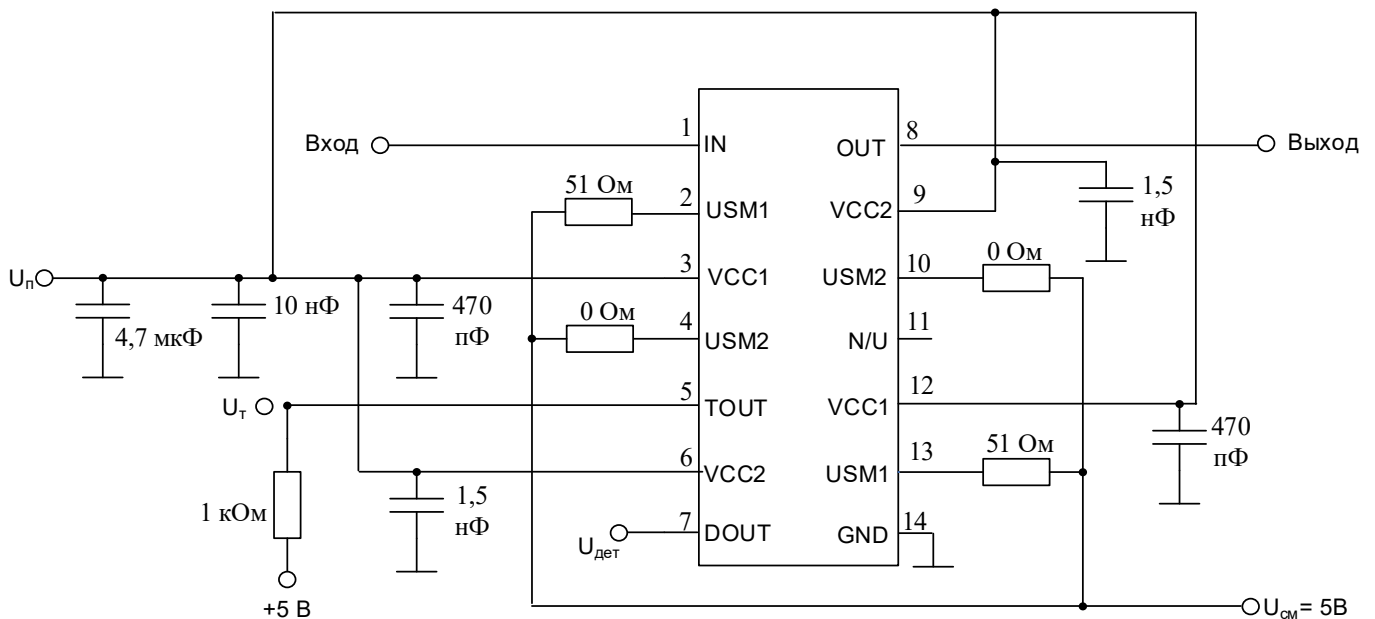 Вход
1
IN
OUT
8
Выход
51 Ом
2
USM1
VCC2
9
1,5
нФ
Uп
3
VCC1
USM2
10
0 Ом
4,7 мкФ
10 нФ
470
пФ
0 Ом
4
USM2
N/U
11
Uт
5
TOUT
VCC1
12
470
пФ
1 кОм
6
VCC2
USM1
13
51 Ом
1,5
нФ
Uдет
7
DOUT
GND
14
+5 В
Uсм= 5В